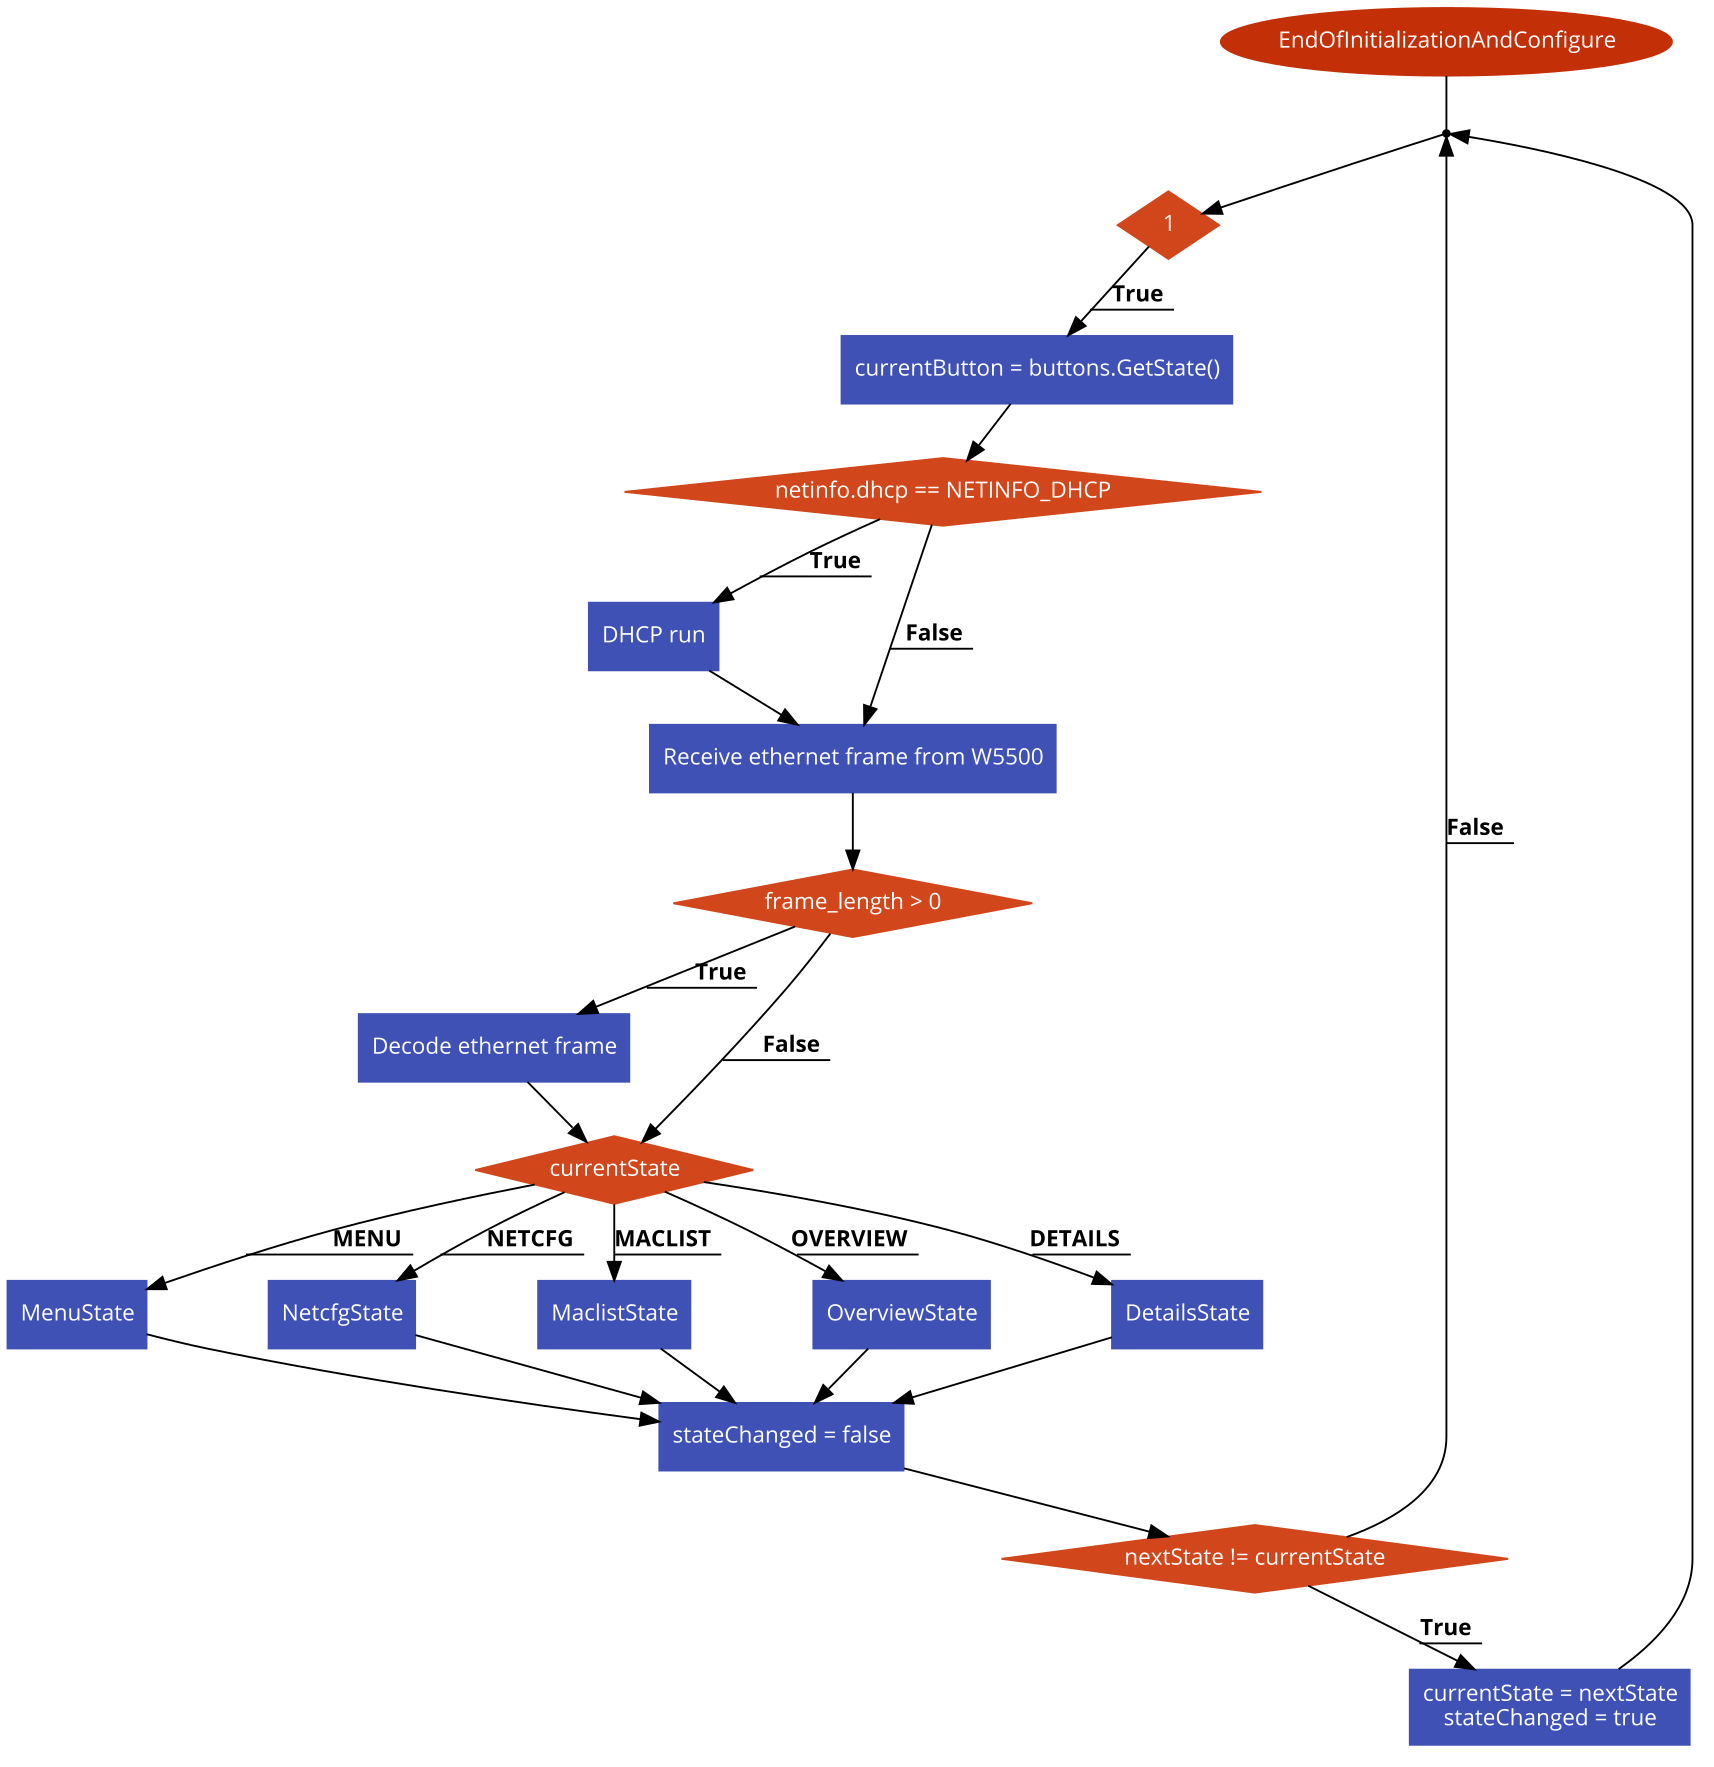 EndOfInitializationAndConfigure
1
True
currentButton = buttons.GetState()
netinfo.dhcp == NETINFO_DHCP
True
DHCP run
False
Receive ethernet frame from W5500
False
frame_length > 0
True
Decode ethernet frame
False
currentState
MENU
NETCFG
MACLIST
OVERVIEW
DETAILS
MenuState
NetcfgState
MaclistState
OverviewState
DetailsState
stateChanged = false
nextState != currentState
True
currentState = nextState
stateChanged = true